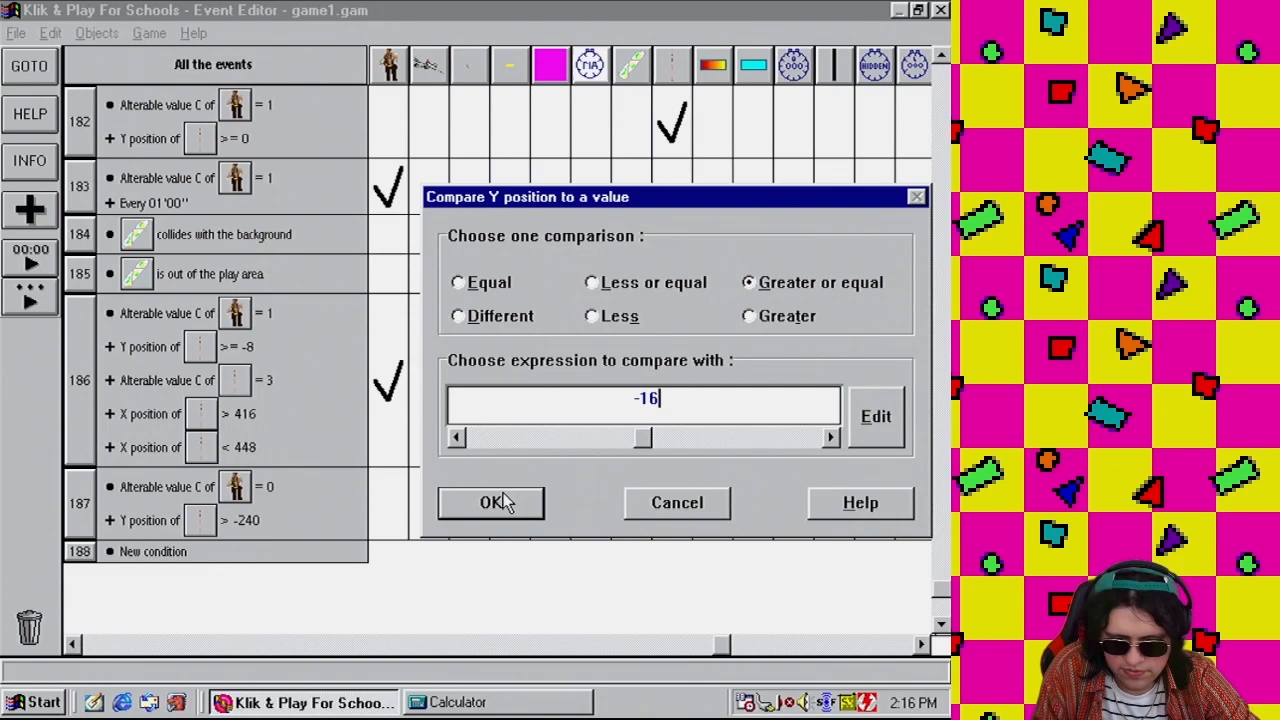 Klik & Play For Schools - Event Editor - game1.gam
File Edit Objects Game Help
GOTO
All the events
HELP
INFO
00:00
182
Alterable value C of = 1
+ Y position of >= 0
183
Alterable value C of = 1
+ Every 01'00''
184
collides with the background
185
is out of the play area
186
Alterable value C of = 1
+ Y position of >= -8
+ Alterable value C of = 3
+ X position of > 416
+ X position of < 448
187
Alterable value C of = 0
+ Y position of > -240
188
New condition
000
HIDDEN
Compare Y position to a value
Choose one comparison :
Equal Less or equal Greater or equal
Different Less Greater
Choose expression to compare with :
-16
Edit
OK Cancel Help
Start
Klik & Play For Schoo...
Calculator
2:16 PM